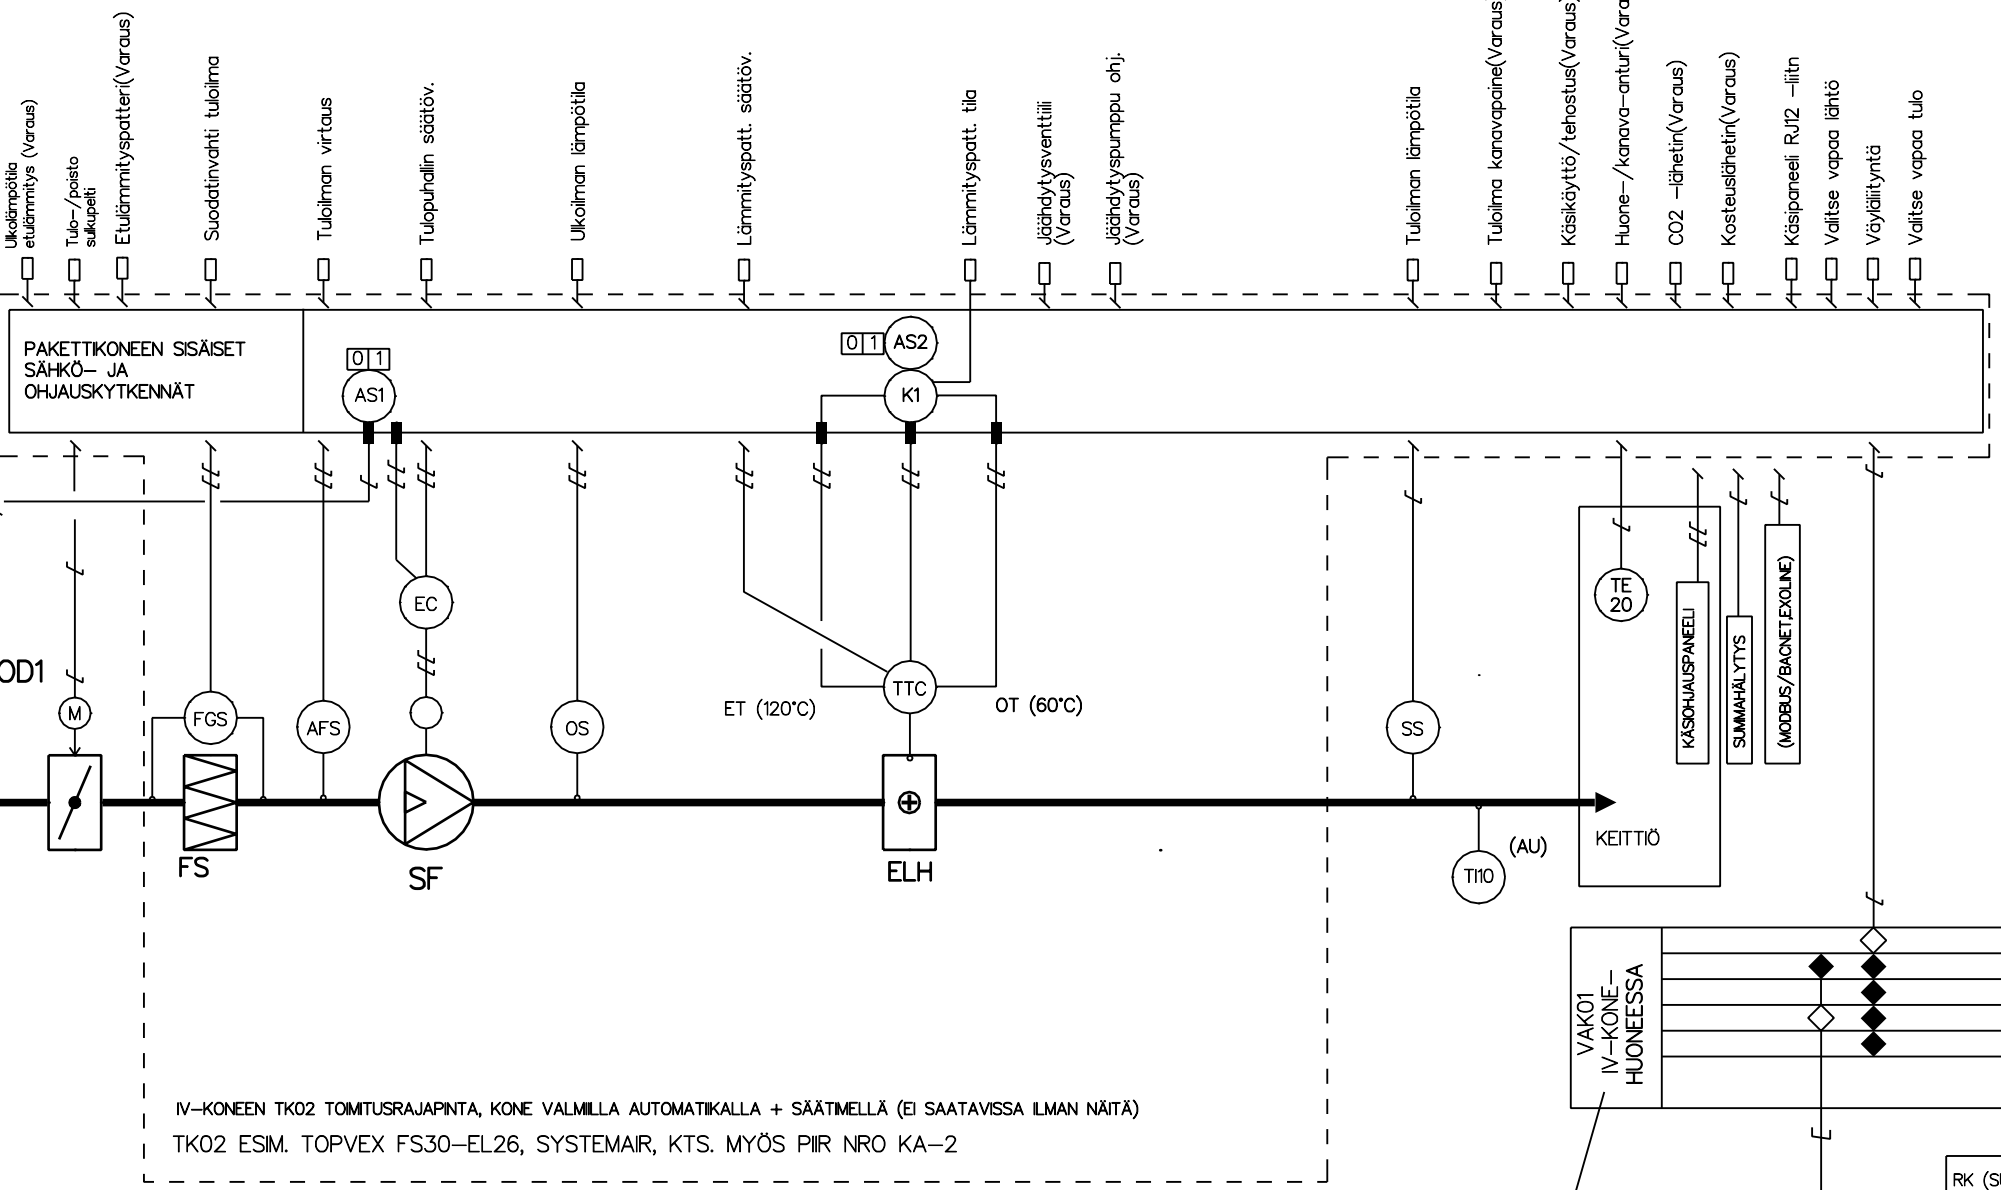 Ulkolämpötila
etulämmitys (Varaus)
Tulo-/poisto
sulkupelti
Etulämmityspatteri(Varaus)
Suodatinvahti tuloilma
Tuloilman virtaus
Tulopuhallin säätöv.
Ulkoilman lämpötila
Lämmityspatt. säätöv.
Lämmityspatt. tila
Jäähdytysventtiili
(Varaus)
Jäähdytyspumppu ohj.
(Varaus)
Tuloilman lämpötila
Tuloilma kanavapaine(Varaus)
Käsikäyttö/tehostus(Varaus)
Huone-/kanava-anturi(Vara
CO2 -lähetin(Varaus)
Kosteuslähetin(Varaus)
Käsipaneeli RJ12 -liitn
Valitse vapaa lähtö
Väyläliityntä
Valitse vapaa tulo
PAKETTIKONEEN SISÄISET
SÄHKÖ- JA
OHJAUSKYTKENNÄT
0 1
AS1
0 1
AS2
K1
EC
TE
20
KÄSIOHJAUSPANEELI
SUMMAHÄLYTYS
(MODBUS/BACNET,EXOLINE)
OD1
M
FGS
AFS
OS
ET (120°C)
TTC
OT (60°C)
SS
FS
SF
ELH
TI10
(AU)
KEITTIÖ
VAK01
IV-KONE-
HUONEESSA
IV-KONEEN TK02 TOIMITUSRAJAPINTA, KONE VALMIILLA AUTOMATIIKALLA + SÄÄTIMELLÄ (EI SAATAVISSA ILMAN NÄITÄ)
TK02 ESIM. TOPVEX FS30-EL26, SYSTEMAIR, KTS. MYÖS PIIR NRO KA-2
RK (S